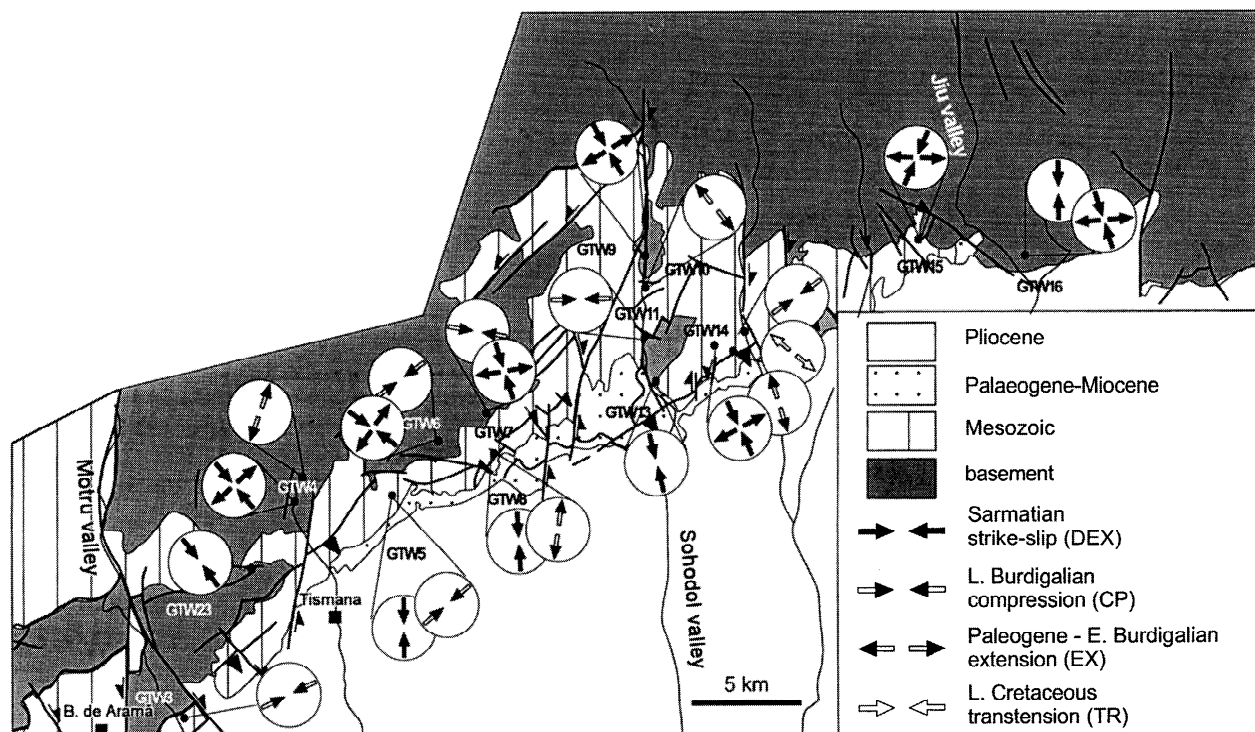 Jiu valley
GTW9
GTW10
GTW15
GTW16
GTW11
GTW14
GTW6
GTW7
GTW13
Motru valley
GTW4
GTW8
GTW5
Sohodol valley
GTW23
Tismana
GTW3
B. de Arama
5 km
Pliocene
Palaeogene-Miocene
Mesozoic
basement
Sarmatian
strike-slip (DEX)
L. Burdigalian
compression (CP)
Paleogene - E. Burdigalian
extension (EX)
L. Cretaceous
transtension (TR)